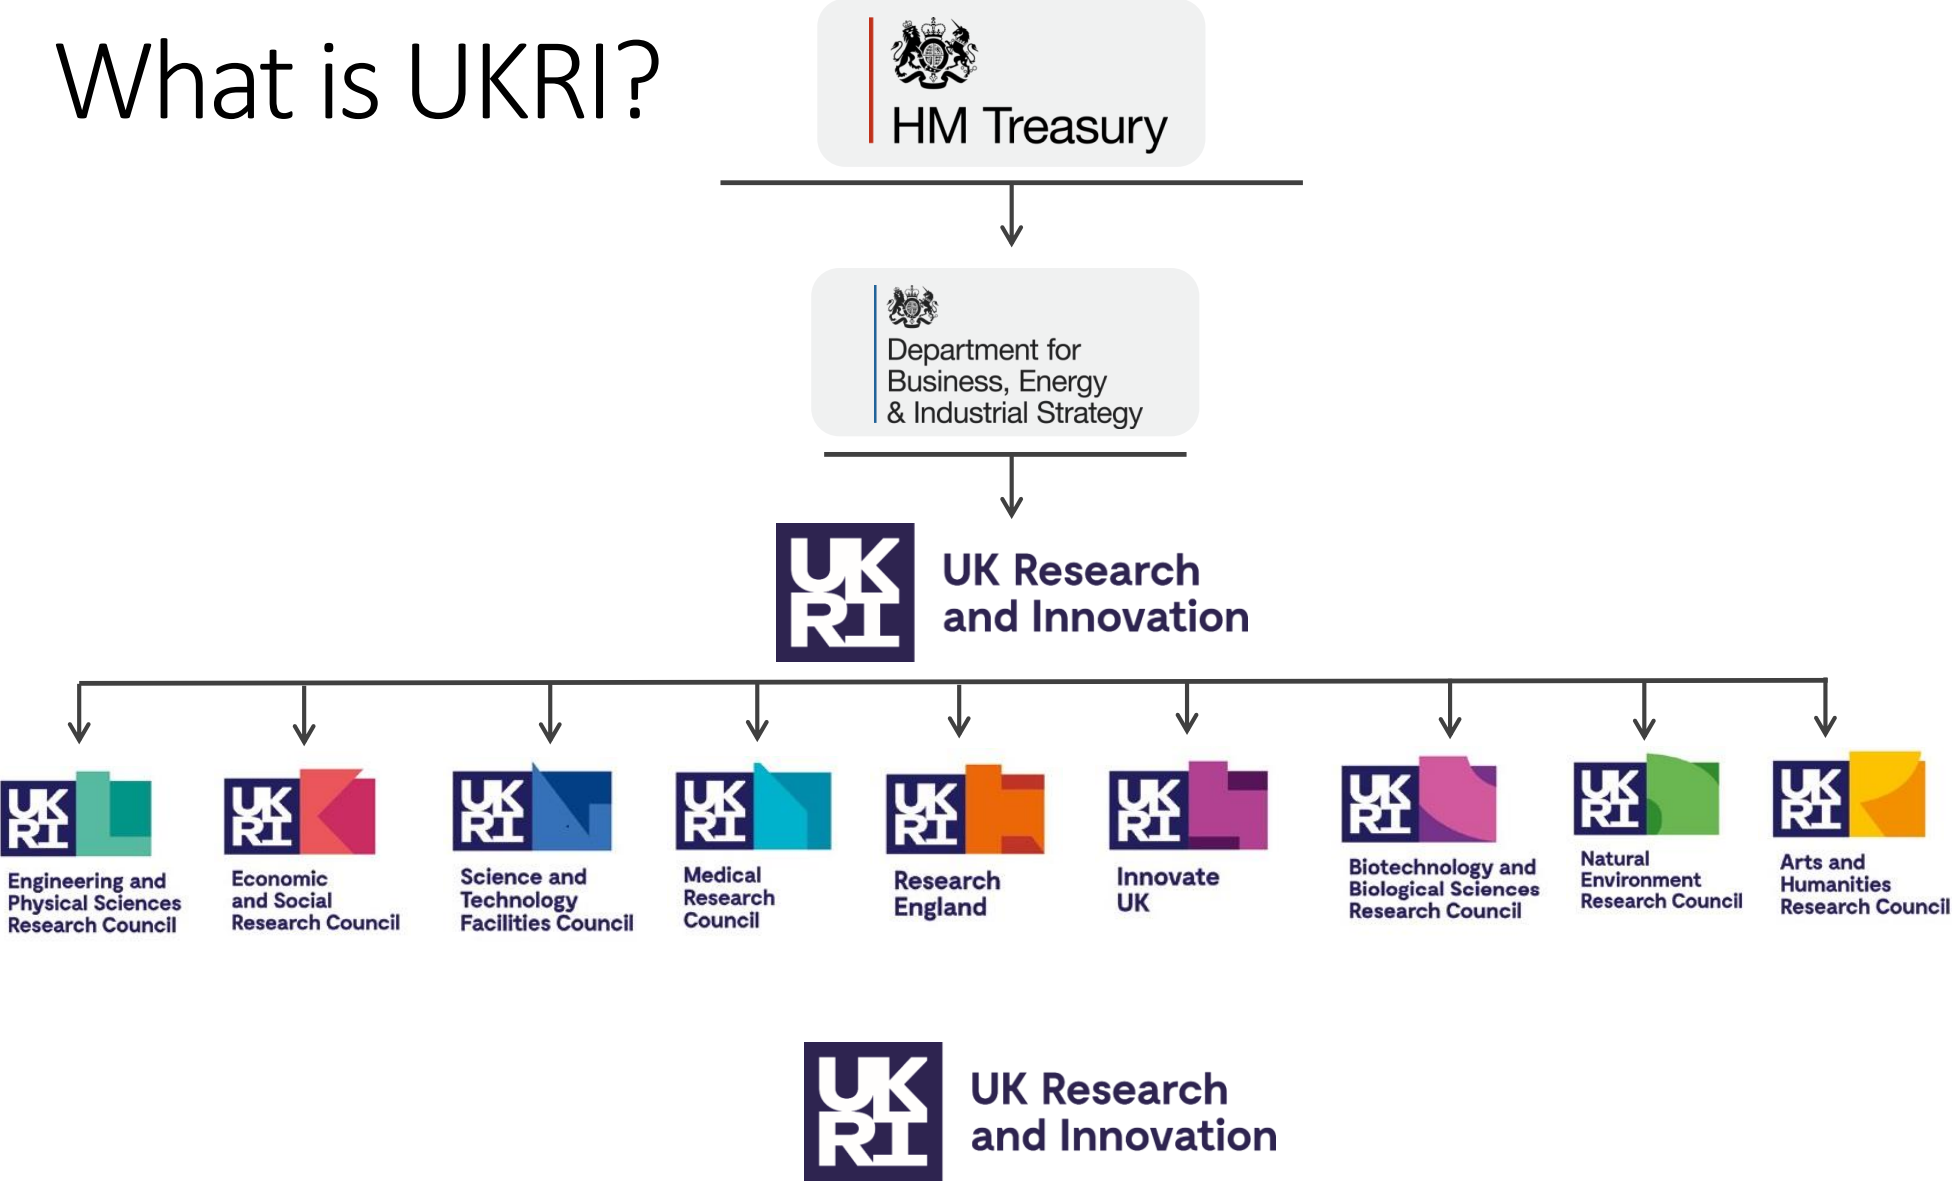 What is UKRI?
HM Treasury
Department for
Business, Energy
& Industrial Strategy
UK
RI
UK Research
and Innovation
UK
RI
Engineering and
Physical Sciences
Research Council
UK
RI
Economic
and Social
Research Council
UK
RI
Science and
Technology
Facilities Council
UK
RI
Medical
Research
Council
UK
RI
Research
England
UK
RI
Innovate
UK
UK
RI
Biotechnology and
Biological Sciences
Research Council
UK
RI
Natural
Environment
Research Council
UK
RI
Arts and
Humanities
Research Council
UK
RI
UK Research
and Innovation